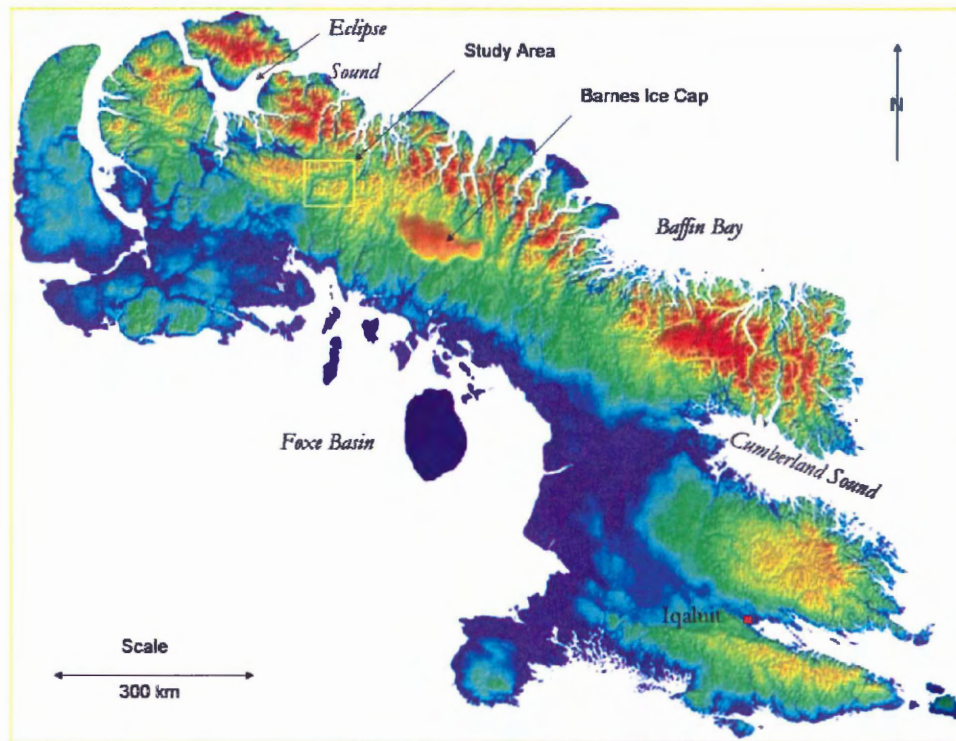 Eclipse
Sound
Study Area
Barnes Ice Cap
N
Baffin Bay
Foxe Basin
Cumberland Sound
Iqaluit
Scale
300 km